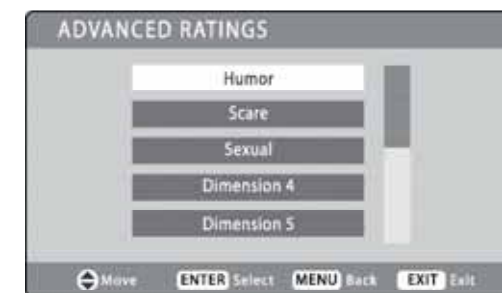 ADVANCED RATINGS
Humor
Scare
Sexual
Dimension 4
Dimension 5
Move ENTER Select MENU Back EXIT Exit